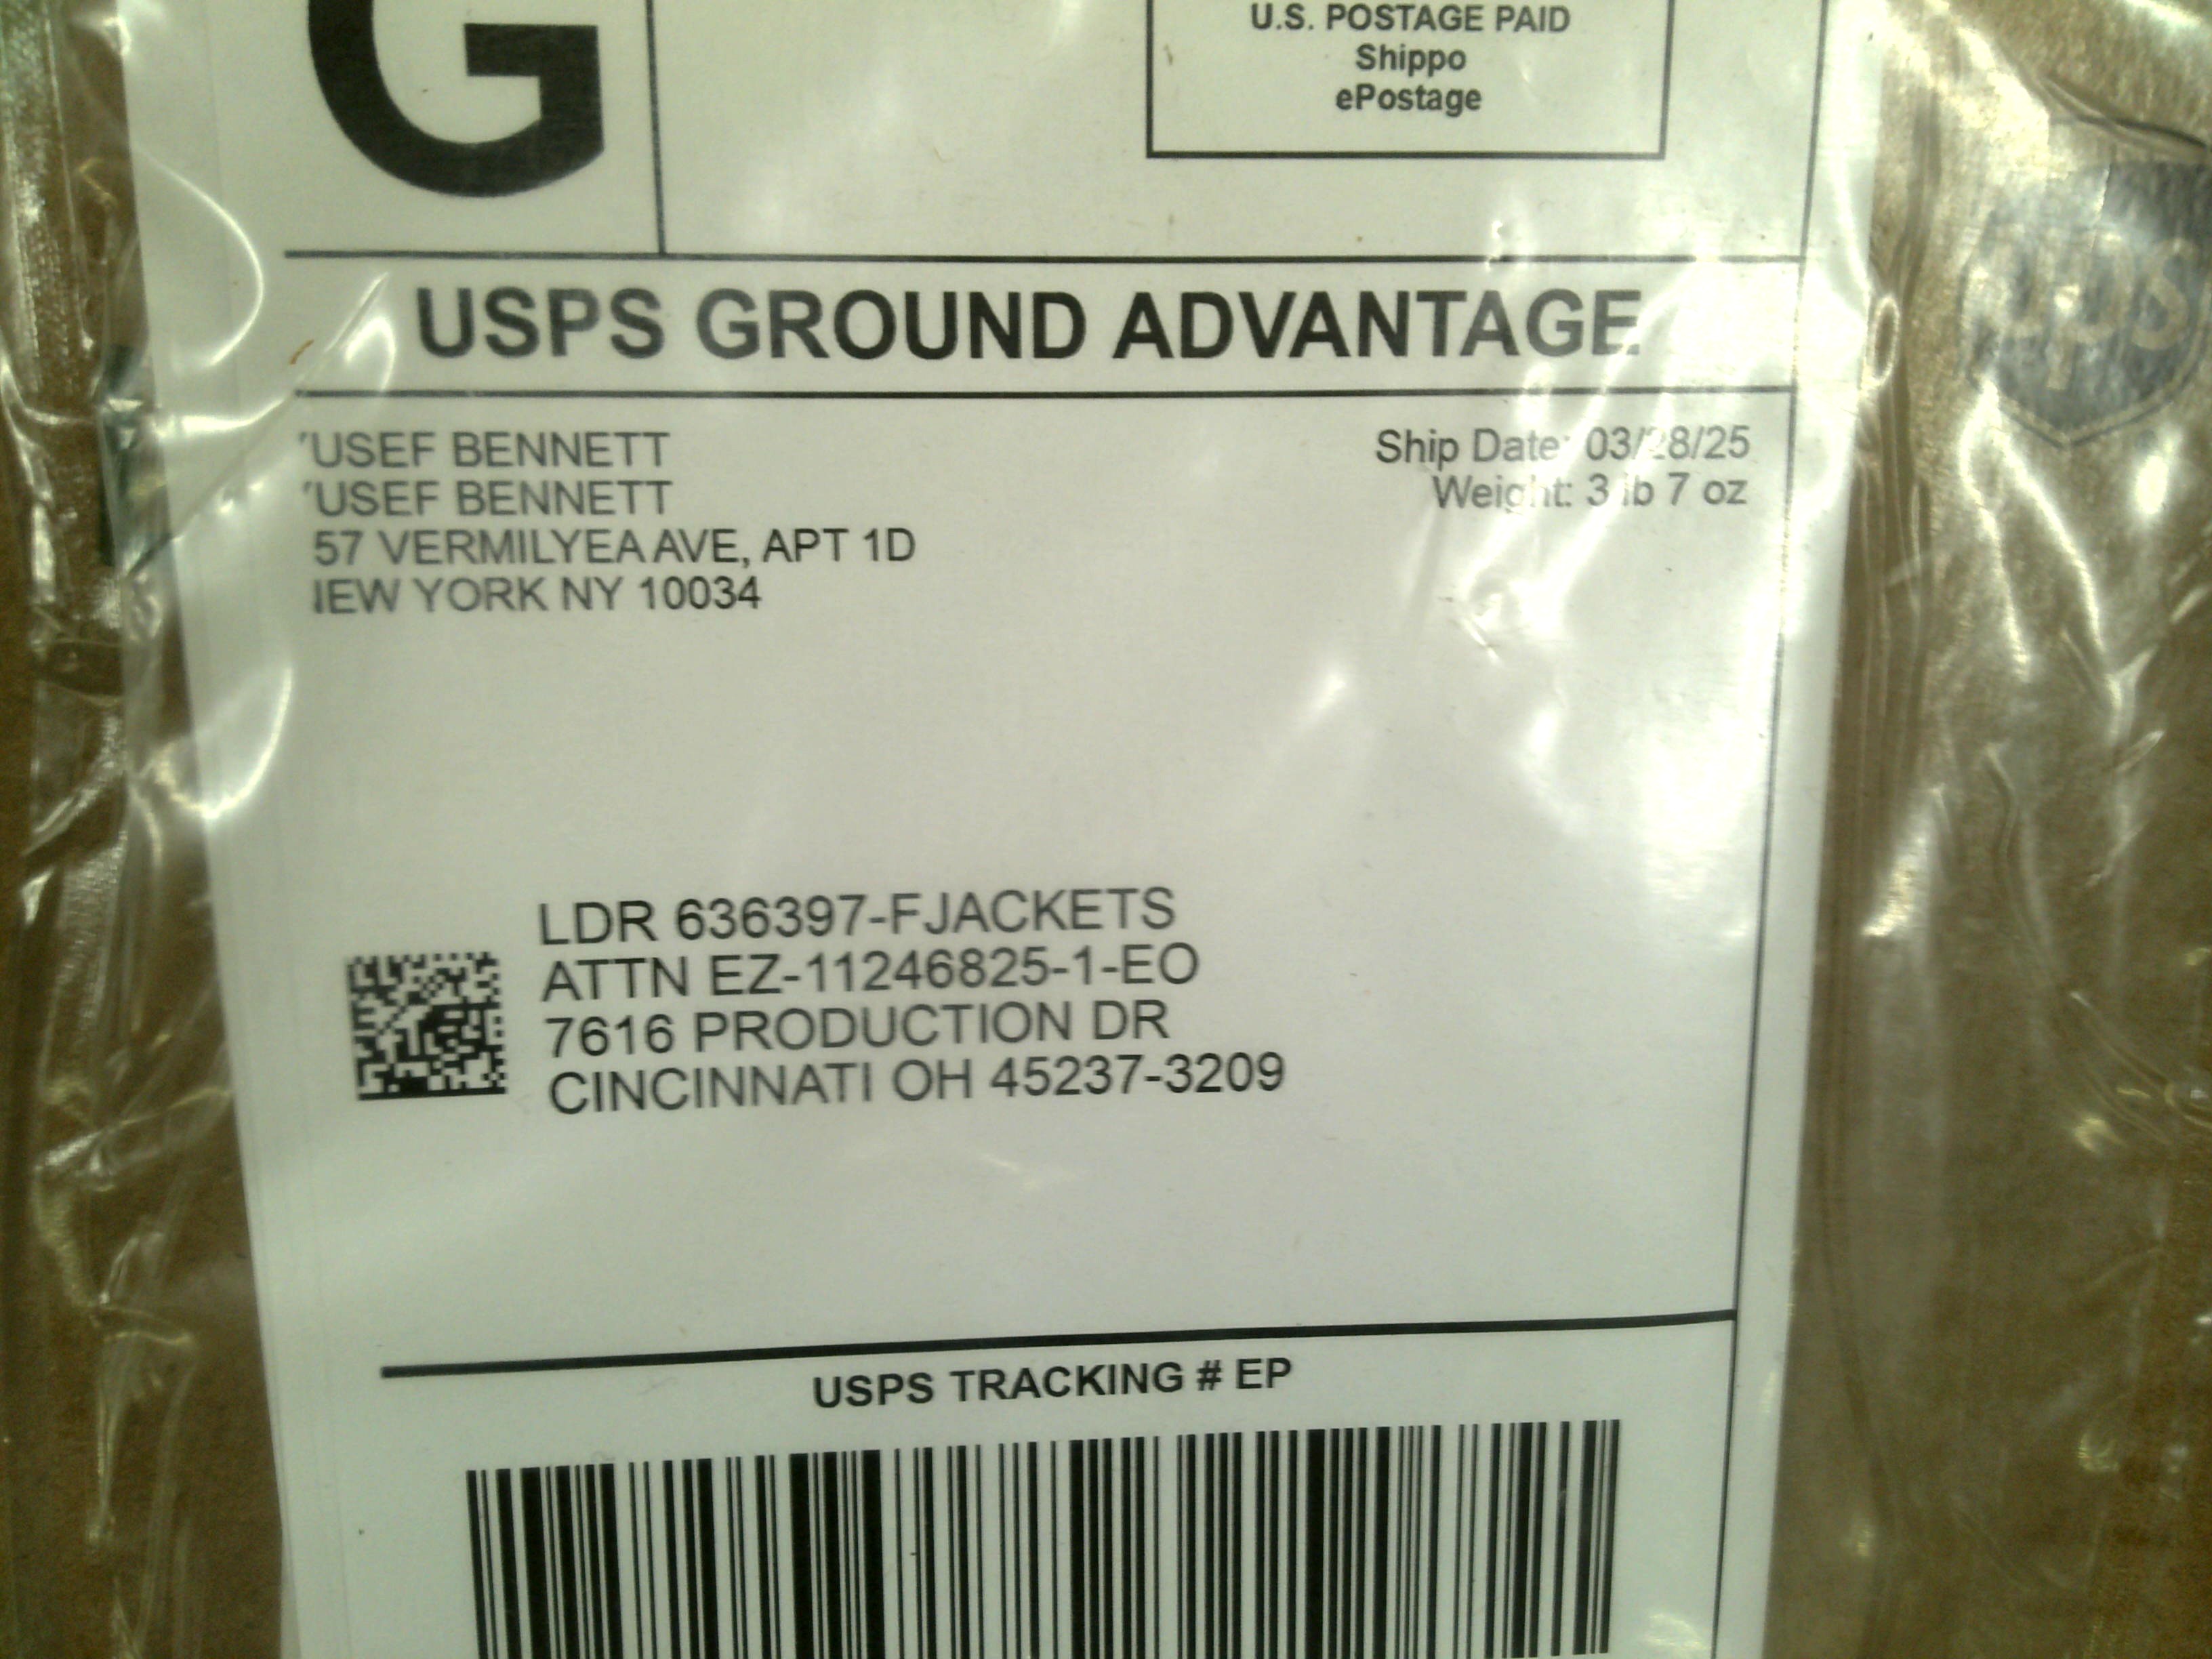 G
U.S. POSTAGE PAID
Shippo
ePostage
USPS GROUND ADVANTAGE
ups
'USEF BENNETT
'USEF BENNETT
57 VERMILYEA AVE, APT 1D
IEW YORK NY 10034
Ship Date: 03/28/25
Weight: 3 lb 7 oz
LDR 636397-FJACKETS
ATTN EZ-11246825-1-EO
7616 PRODUCTION DR
CINCINNATI OH 45237-3209
USPS TRACKING # EP